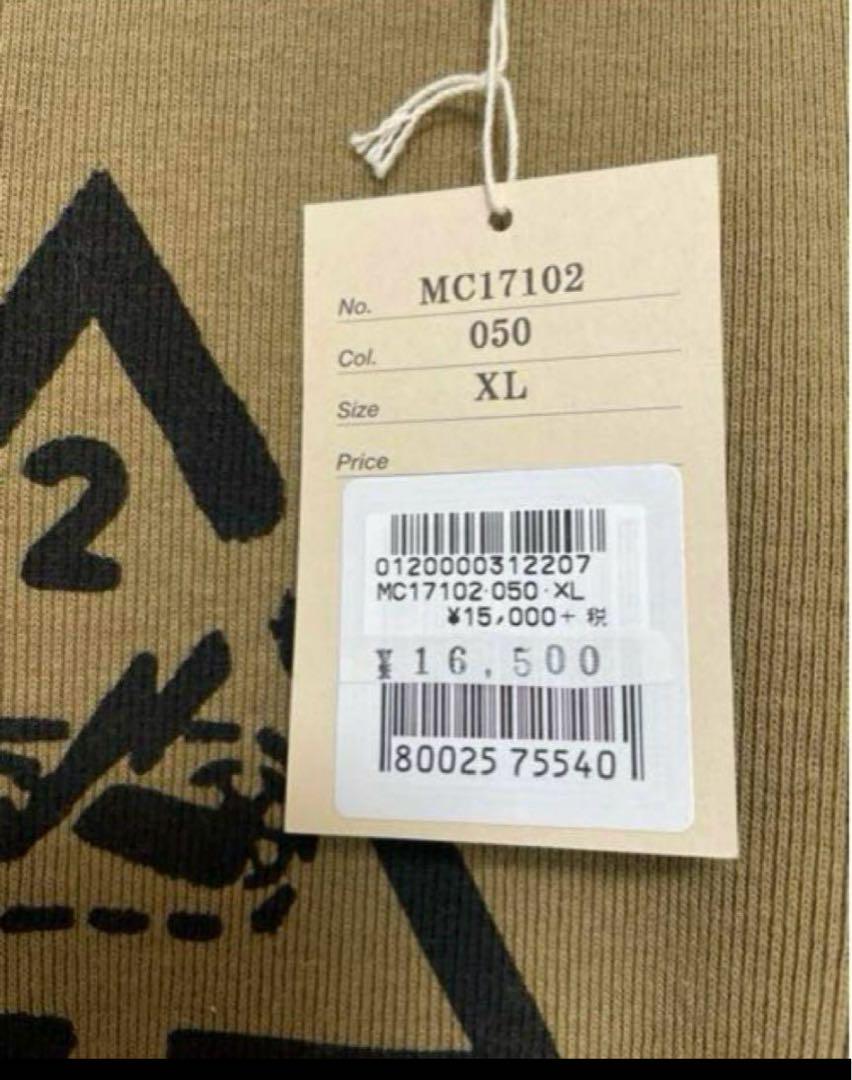 No. MC17102
Col. 050
Size XL
Price
0120000312207
MC17102·050·XL
¥15,000+ 税
¥16,500
80025 75540
2